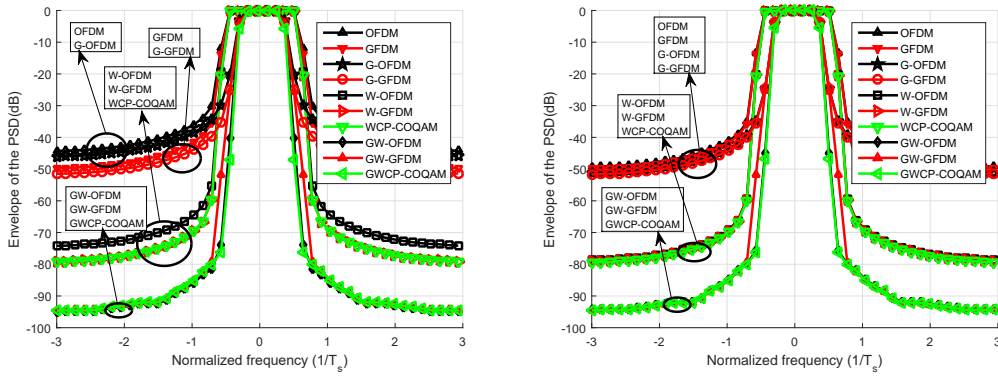 Envelope of the PSD(dB)
0
-10
-20
-30
-40
-50
-60
-70
-80
-90
-100
-3
-2
-1
0
1
2
3
Normalized frequency (1/T_s)
OFDM
G-OFDM
GFDM
G-GFDM
W-OFDM
W-GFDM
WCP-COQAM
GW-OFDM
GW-GFDM
GWCP-COQAM
OFDM
GFDM
G-OFDM
G-GFDM
W-OFDM
W-GFDM
WCP-COQAM
GW-OFDM
GW-GFDM
GWCP-COQAM
Envelope of the PSD(dB)
0
-10
-20
-30
-40
-50
-60
-70
-80
-90
-100
-3
-2
-1
0
1
2
3
Normalized frequency (1/T_s)
OFDM
GFDM
G-OFDM
G-GFDM
W-OFDM
W-GFDM
WCP-COQAM
GW-OFDM
GW-GFDM
GWCP-COQAM
OFDM
GFDM
G-OFDM
G-GFDM
W-OFDM
W-GFDM
WCP-COQAM
GW-OFDM
GW-GFDM
GWCP-COQAM